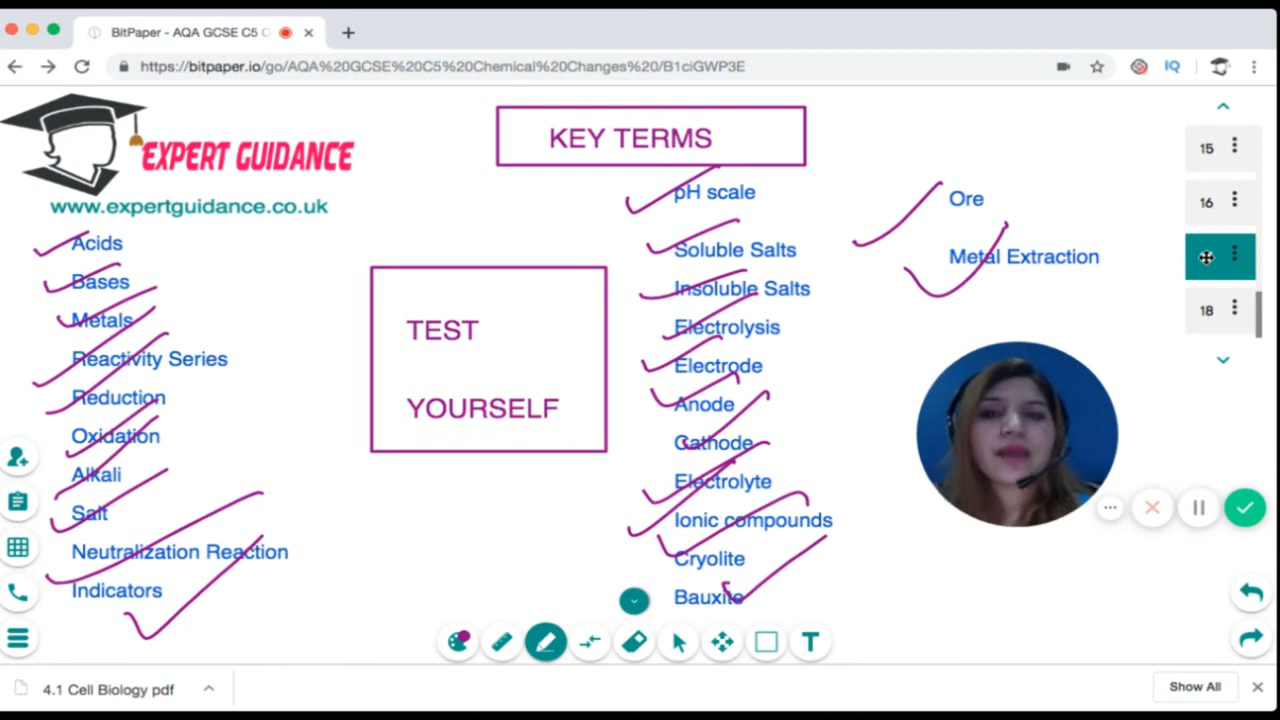 BitPaper - AQA GCSE C5 C
https://bitpaper.io/go/AQA%20GCSE%20C5%20Chemical%20Changes%20/B1ciGWP3E
IQ
EXPERT GUIDANCE
www.expertguidance.co.uk
KEY TERMS
Acids
Bases
Metals
Reactivity Series
Reduction
Oxidation
Alkali
Salt
Neutralization Reaction
Indicators
TEST
YOURSELF
pH scale
Soluble Salts
Insoluble Salts
Electrolysis
Electrode
Anode
Cathode
Electrolyte
Ionic compounds
Cryolite
Bauxite
Ore
Metal Extraction
15
16
18
T
4.1 Cell Biology pdf
Show All